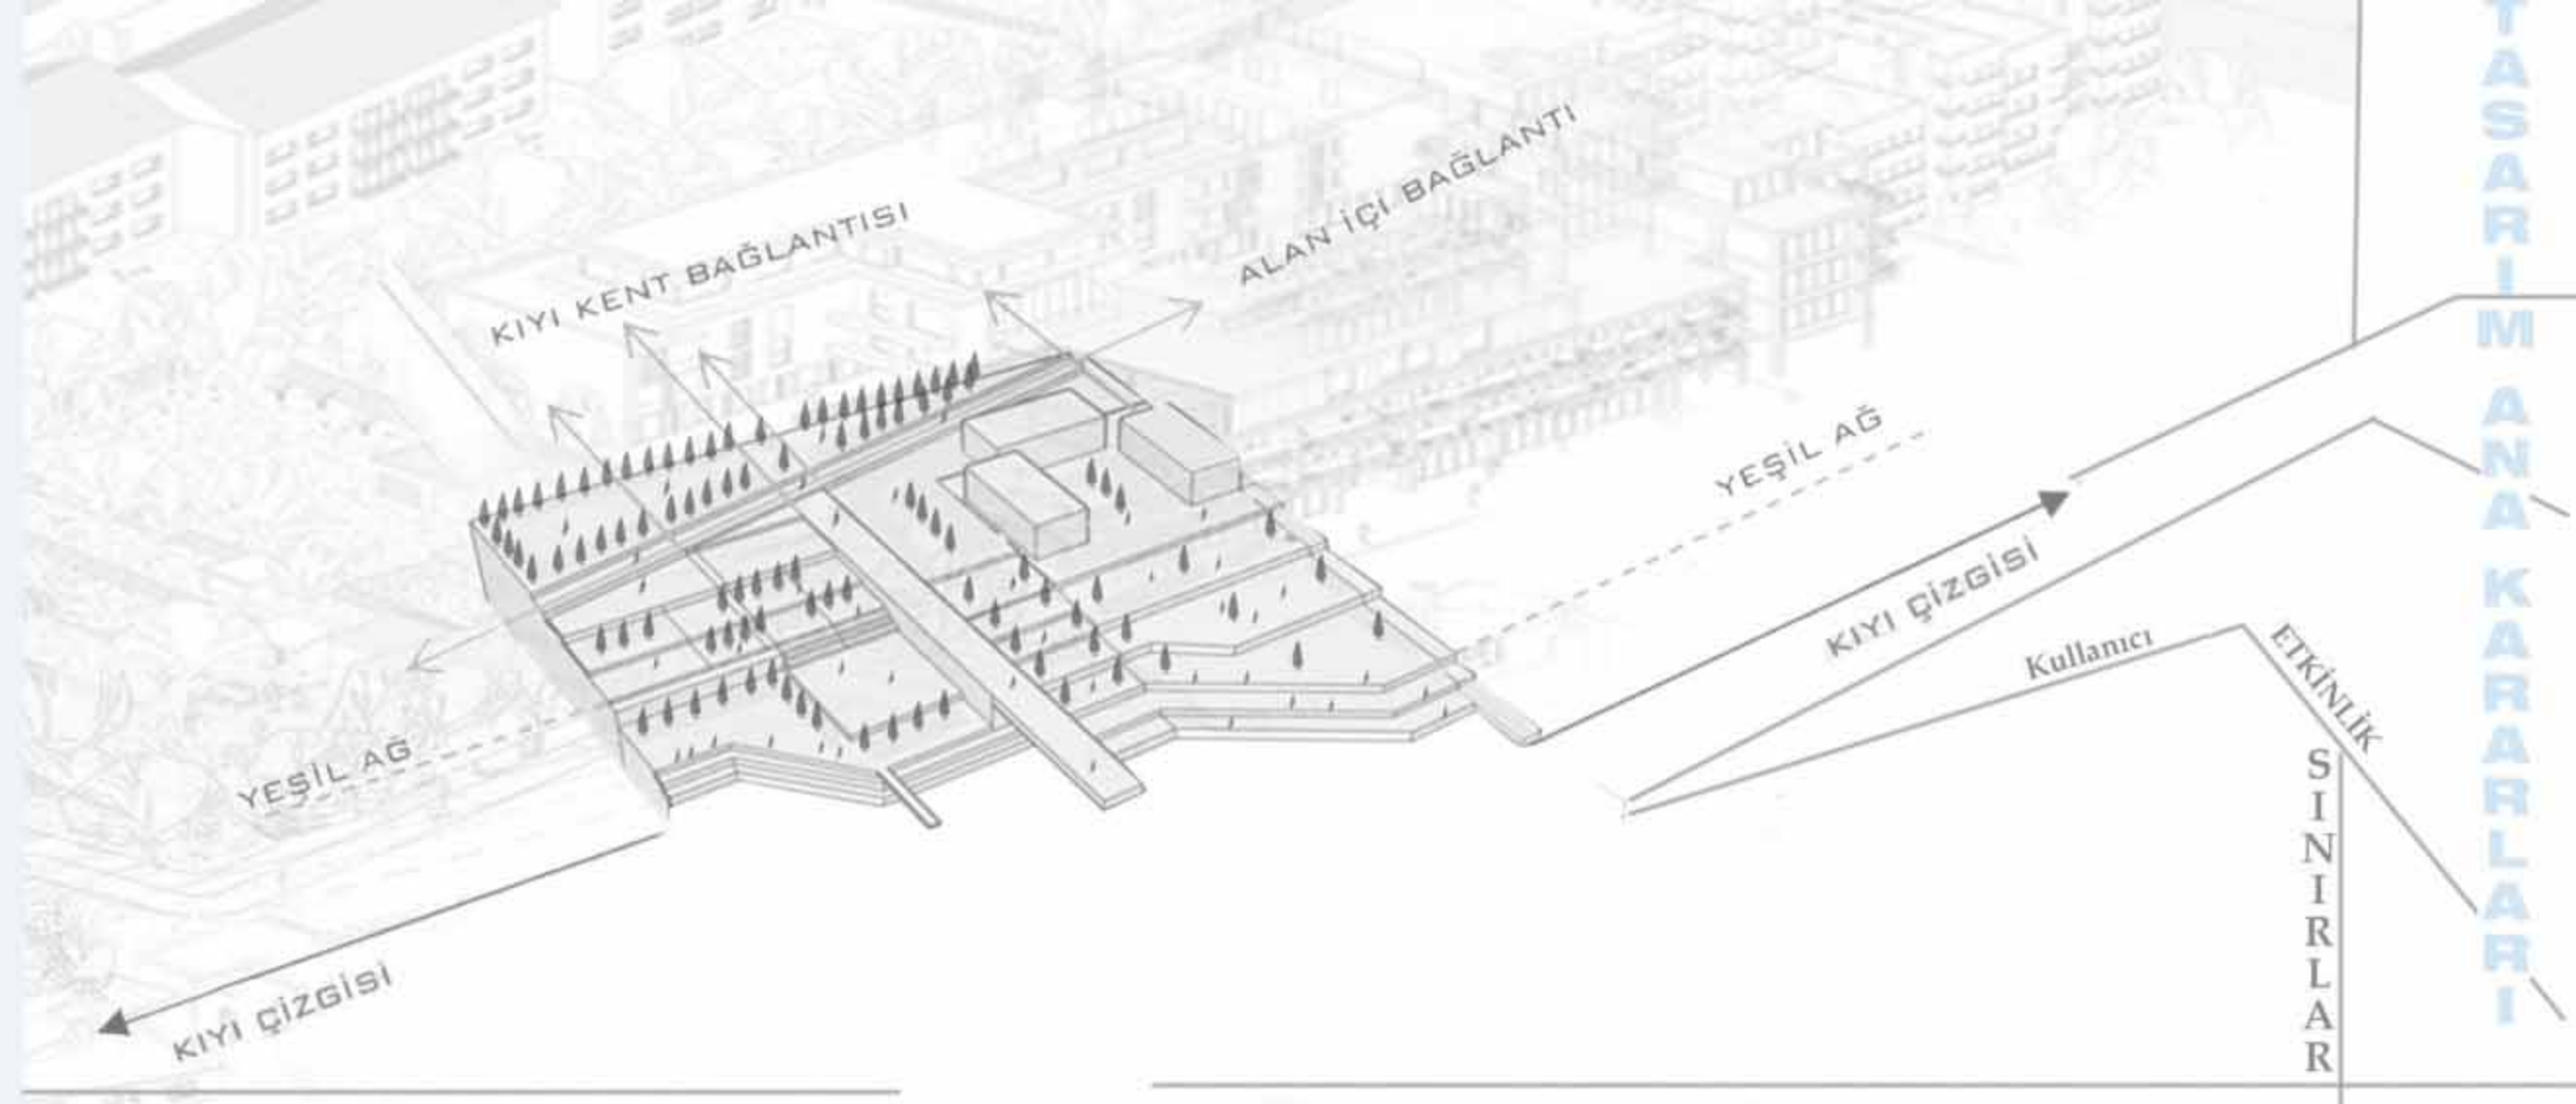 ALAN İÇİ BAĞLANTI
KIYI KENT BAĞLANTISI
YEŞİL AĞ
KIYI ÇİZGİSİ
Kullanıcı
ETKİNLİK
YEŞİL AĞ
KIYI ÇİZGİSİ
SINIRLAR
TASARIM ANA KARARLARI